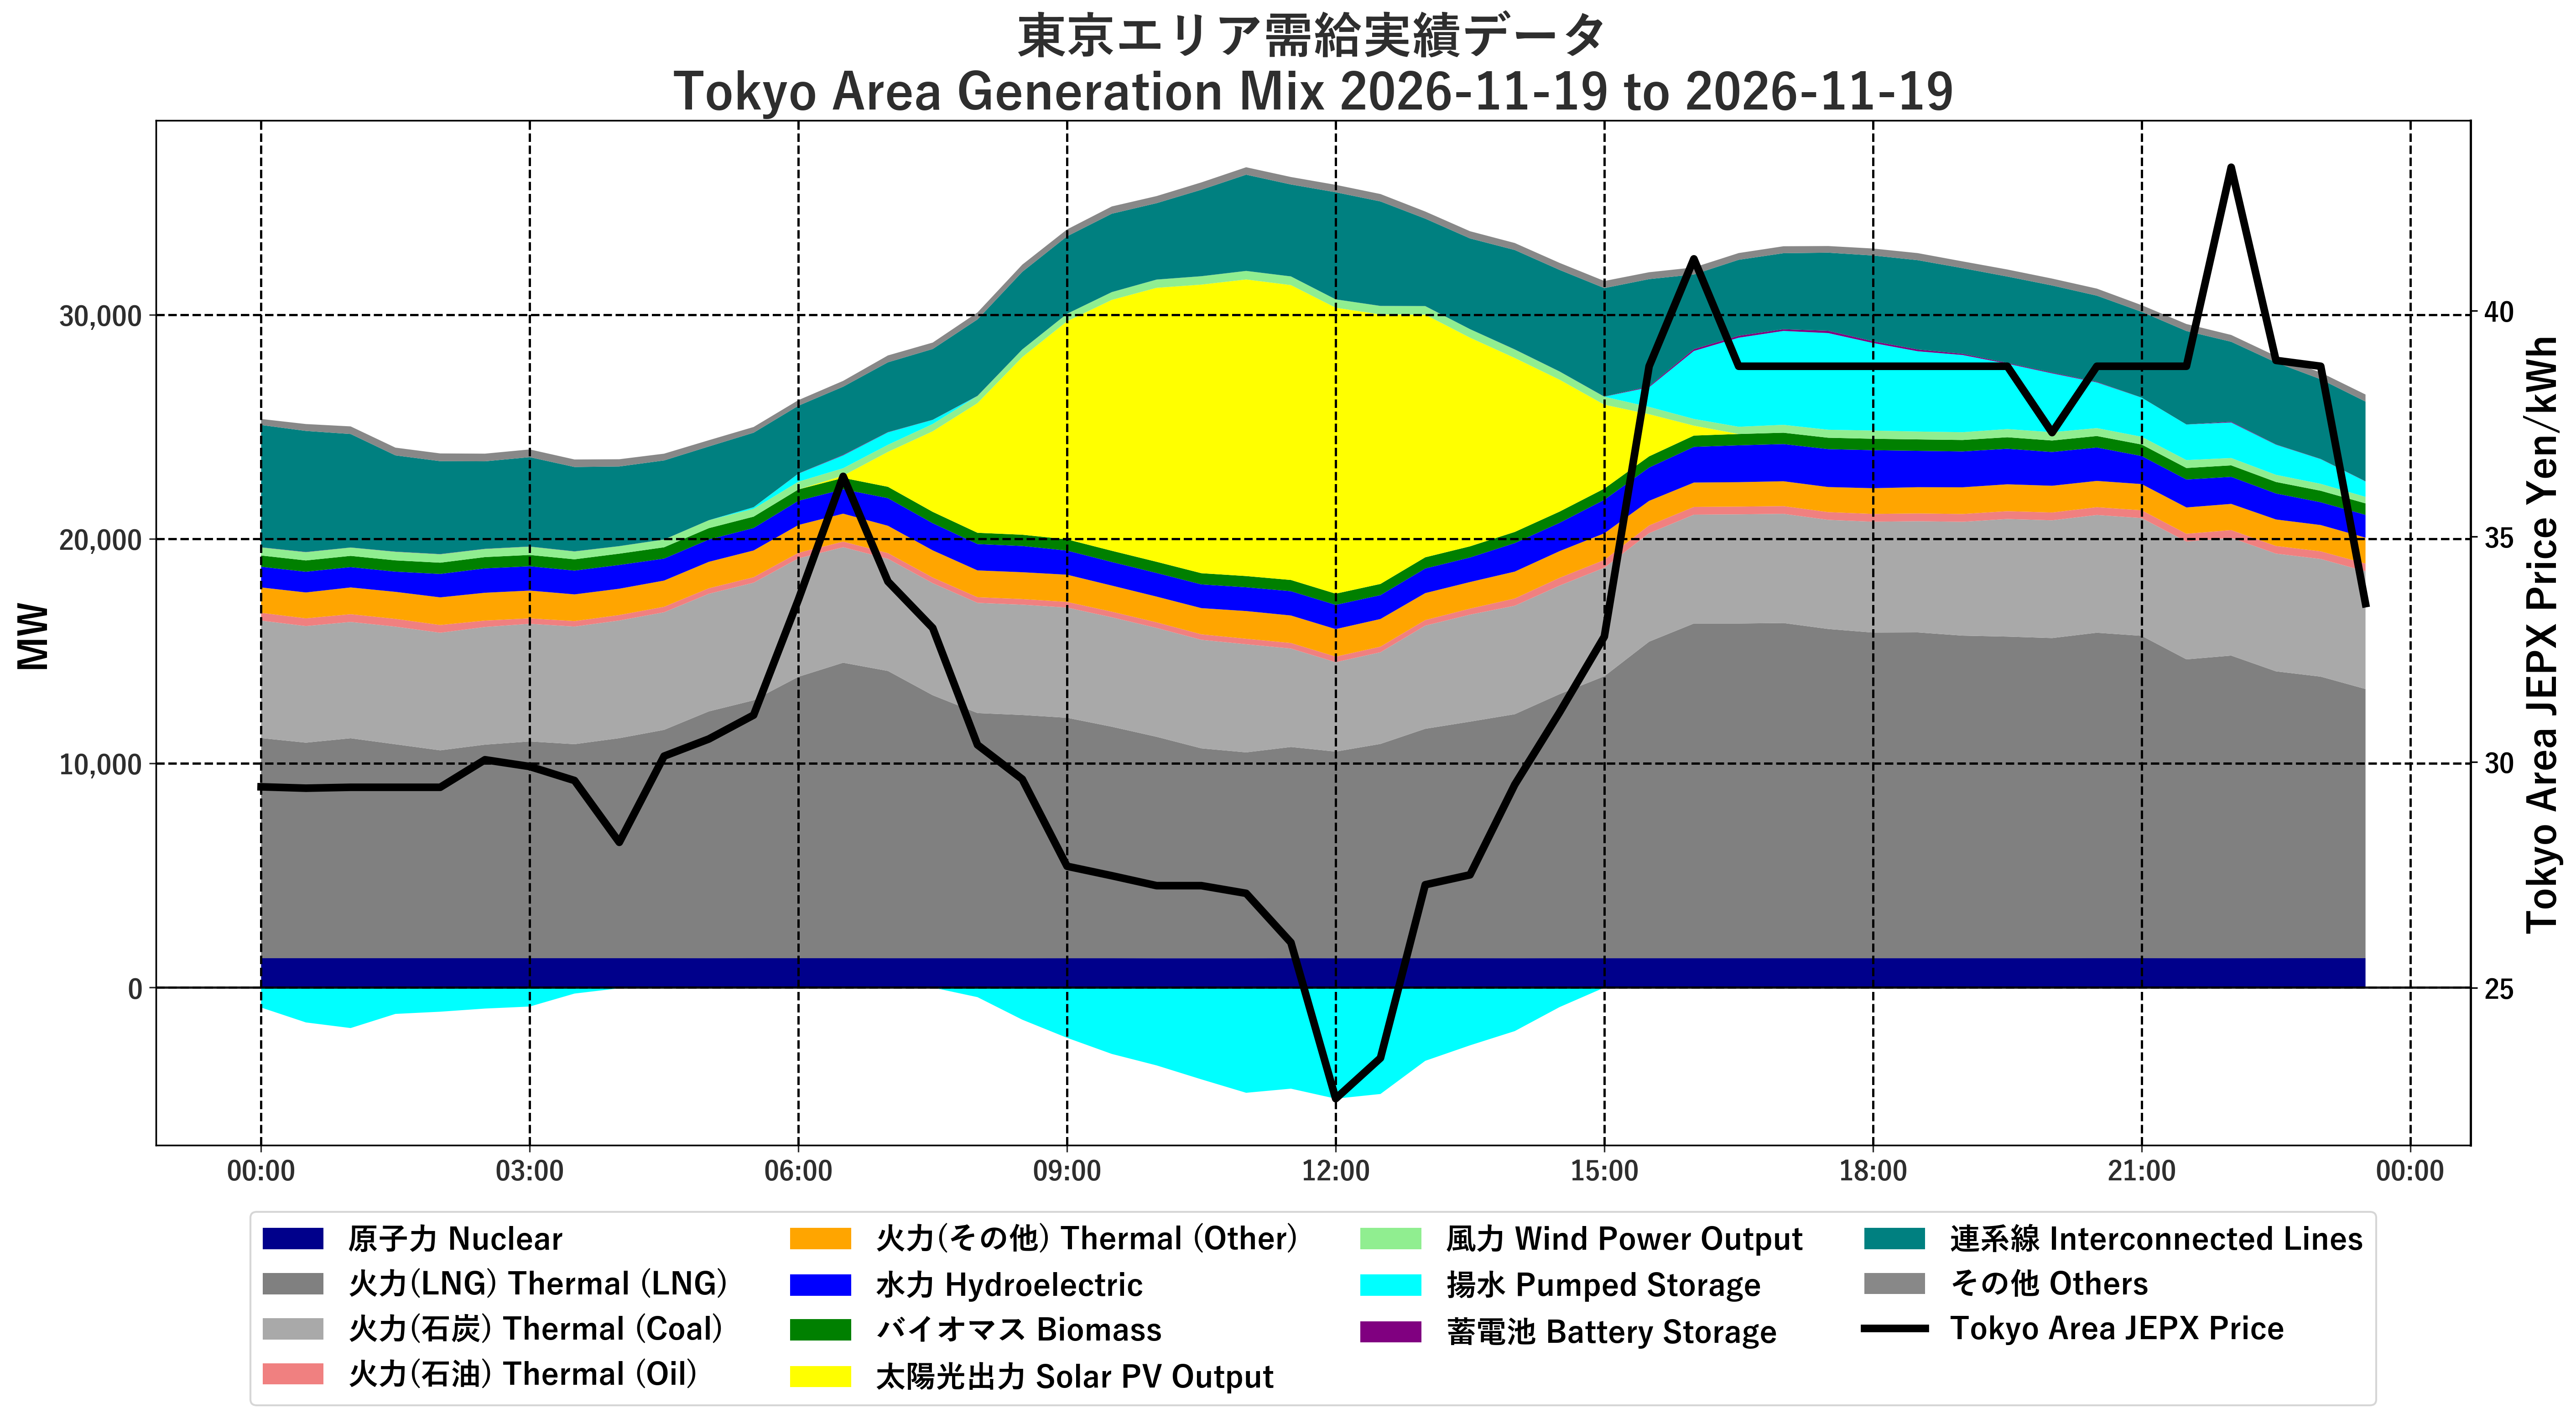 東京エリア需給実績データ
Tokyo Area Generation Mix 2026-11-19 to 2026-11-19
MW
30,000
20,000
10,000
0
40
35
30
25
Tokyo Area JEPX Price Yen/kWh
00:00 03:00 06:00 09:00 12:00 15:00 18:00 21:00 00:00
原子力 Nuclear
火力(LNG) Thermal (LNG)
火力(石炭) Thermal (Coal)
火力(石油) Thermal (Oil)
火力(その他) Thermal (Other)
水力 Hydroelectric
バイオマス Biomass
太陽光出力 Solar PV Output
風力 Wind Power Output
揚水 Pumped Storage
蓄電池 Battery Storage
連系線 Interconnected Lines
その他 Others
Tokyo Area JEPX Price